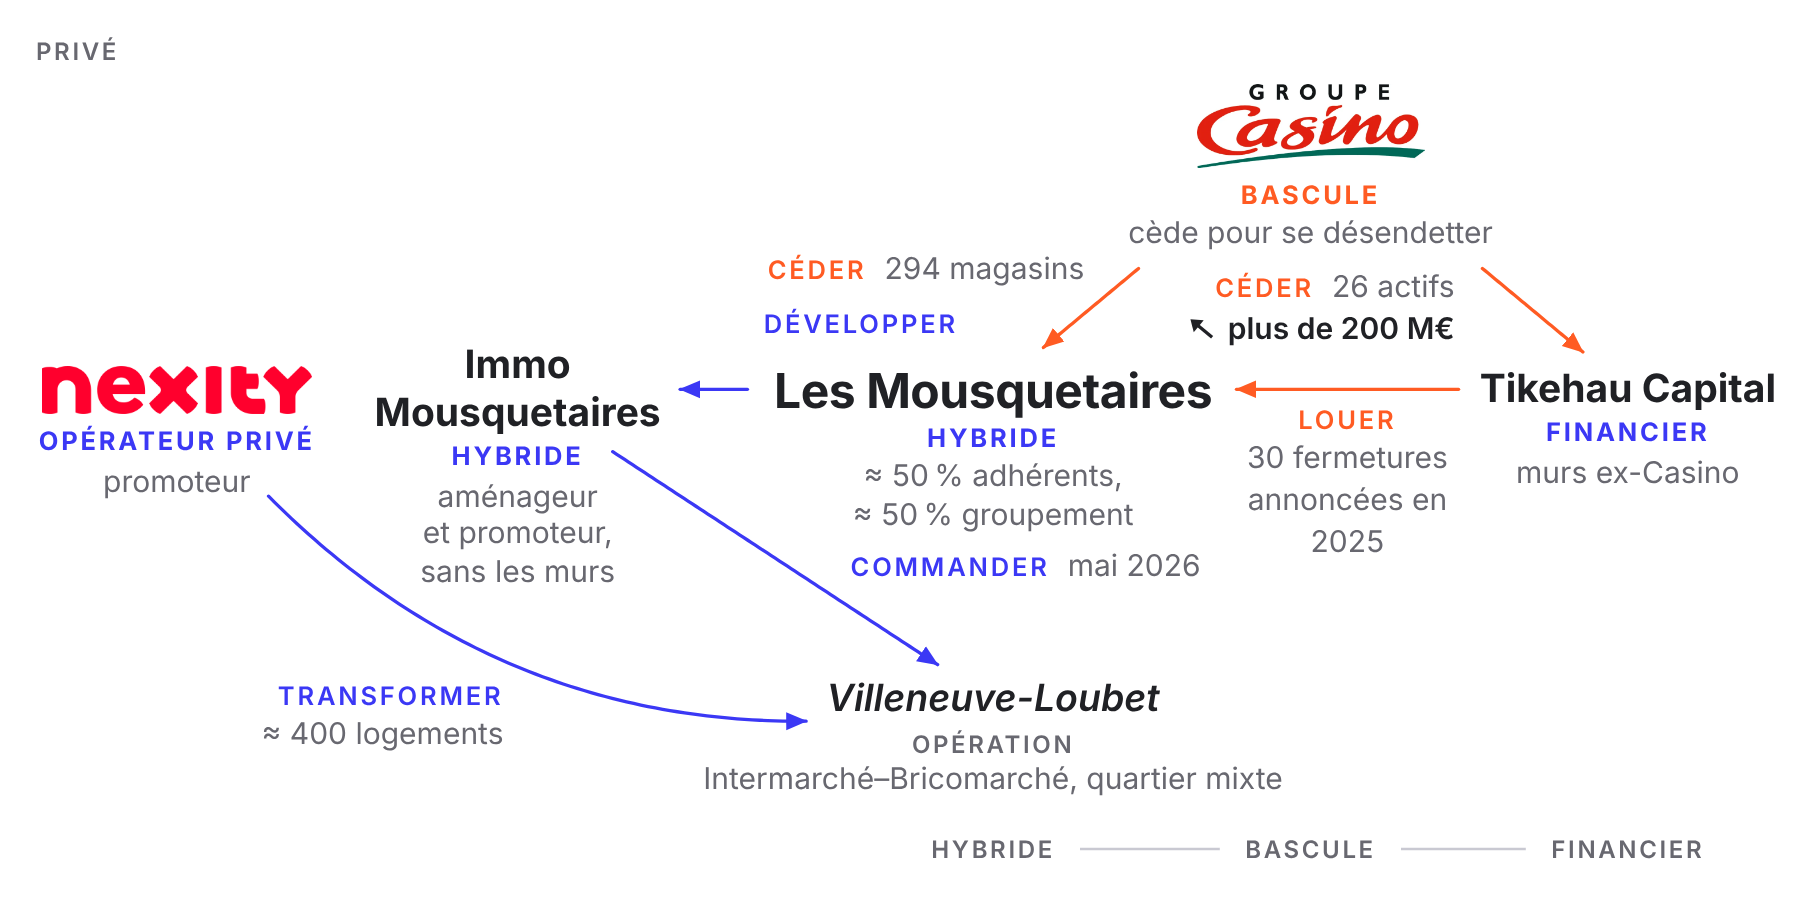 PRIVÉ
GROUPE
Casino
BASCULE
cède pour se désendetter
CÉDER 294 magasins
CÉDER 26 actifs
plus de 200 M€
DÉVELOPPER
nexity
OPÉRATEUR PRIVÉ
promoteur
Immo
Mousquetaires
HYBRIDE
aménageur
et promoteur,
sans les murs
Les Mousquetaires
HYBRIDE
≈ 50 % adhérents,
≈ 50 % groupement
COMMANDER mai 2026
LOUER
30 fermetures
annoncées en
2025
Tikehau Capital
FINANCIER
murs ex-Casino
TRANSFORMER
≈ 400 logements
Villeneuve-Loubet
OPÉRATION
Intermarché–Bricomarché, quartier mixte
HYBRIDE BASCULE FINANCIER